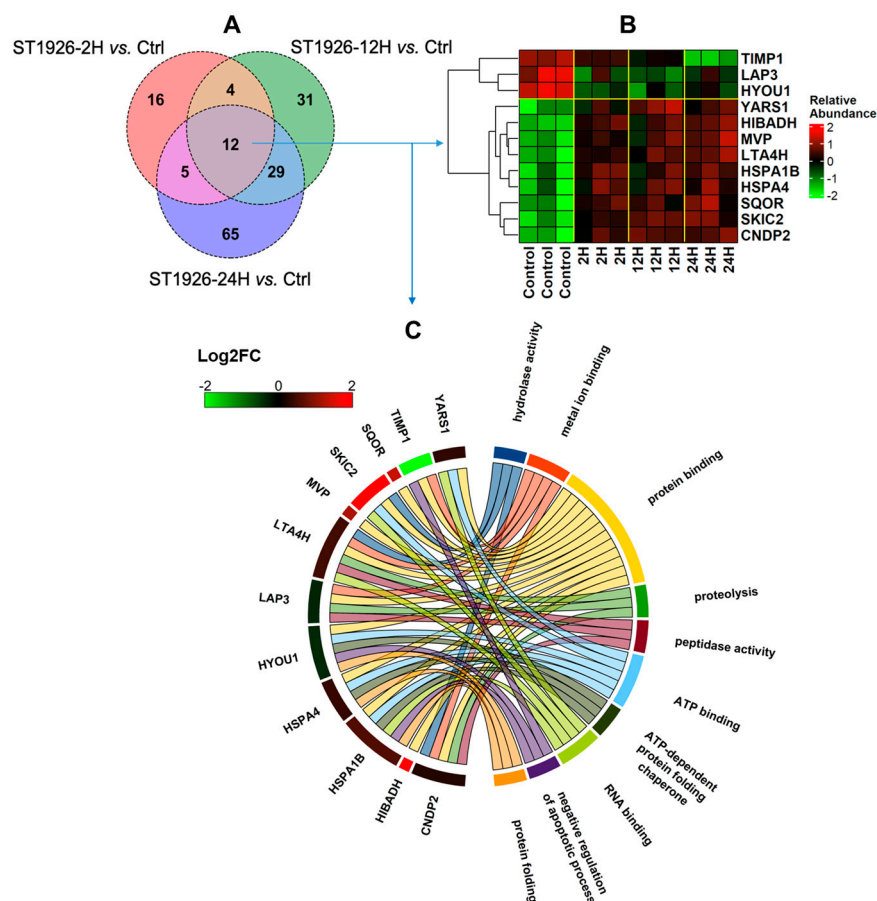 A
B
ST1926-2H vs. Ctrl
ST1926-12H vs. Ctrl
16
4
31
12
5
29
65
ST1926-24H vs. Ctrl
TIMP1
LAP3
HYOU1
YARS1
HIBADH
MVP
LTA4H
HSPA1B
HSPA4
SQOR
SKIC2
CNDP2
Relative
Abundance
2
1
0
-1
-2
Control
Control
Control
2H
2H
2H
12H
12H
12H
24H
24H
24H
C
Log2FC
-2
0
2
YARS1
TIMP1
SQOR
SKIC2
MVP
LTA4H
LAP3
HYOU1
HSPA4
HSPA1B
HIBADH
CNDP2
hydrolase activity
metal ion binding
protein binding
proteolysis
peptidase activity
ATP binding
ATP-dependent
protein folding
chaperone
RNA binding
negative regulation
of apoptotic process
protein folding